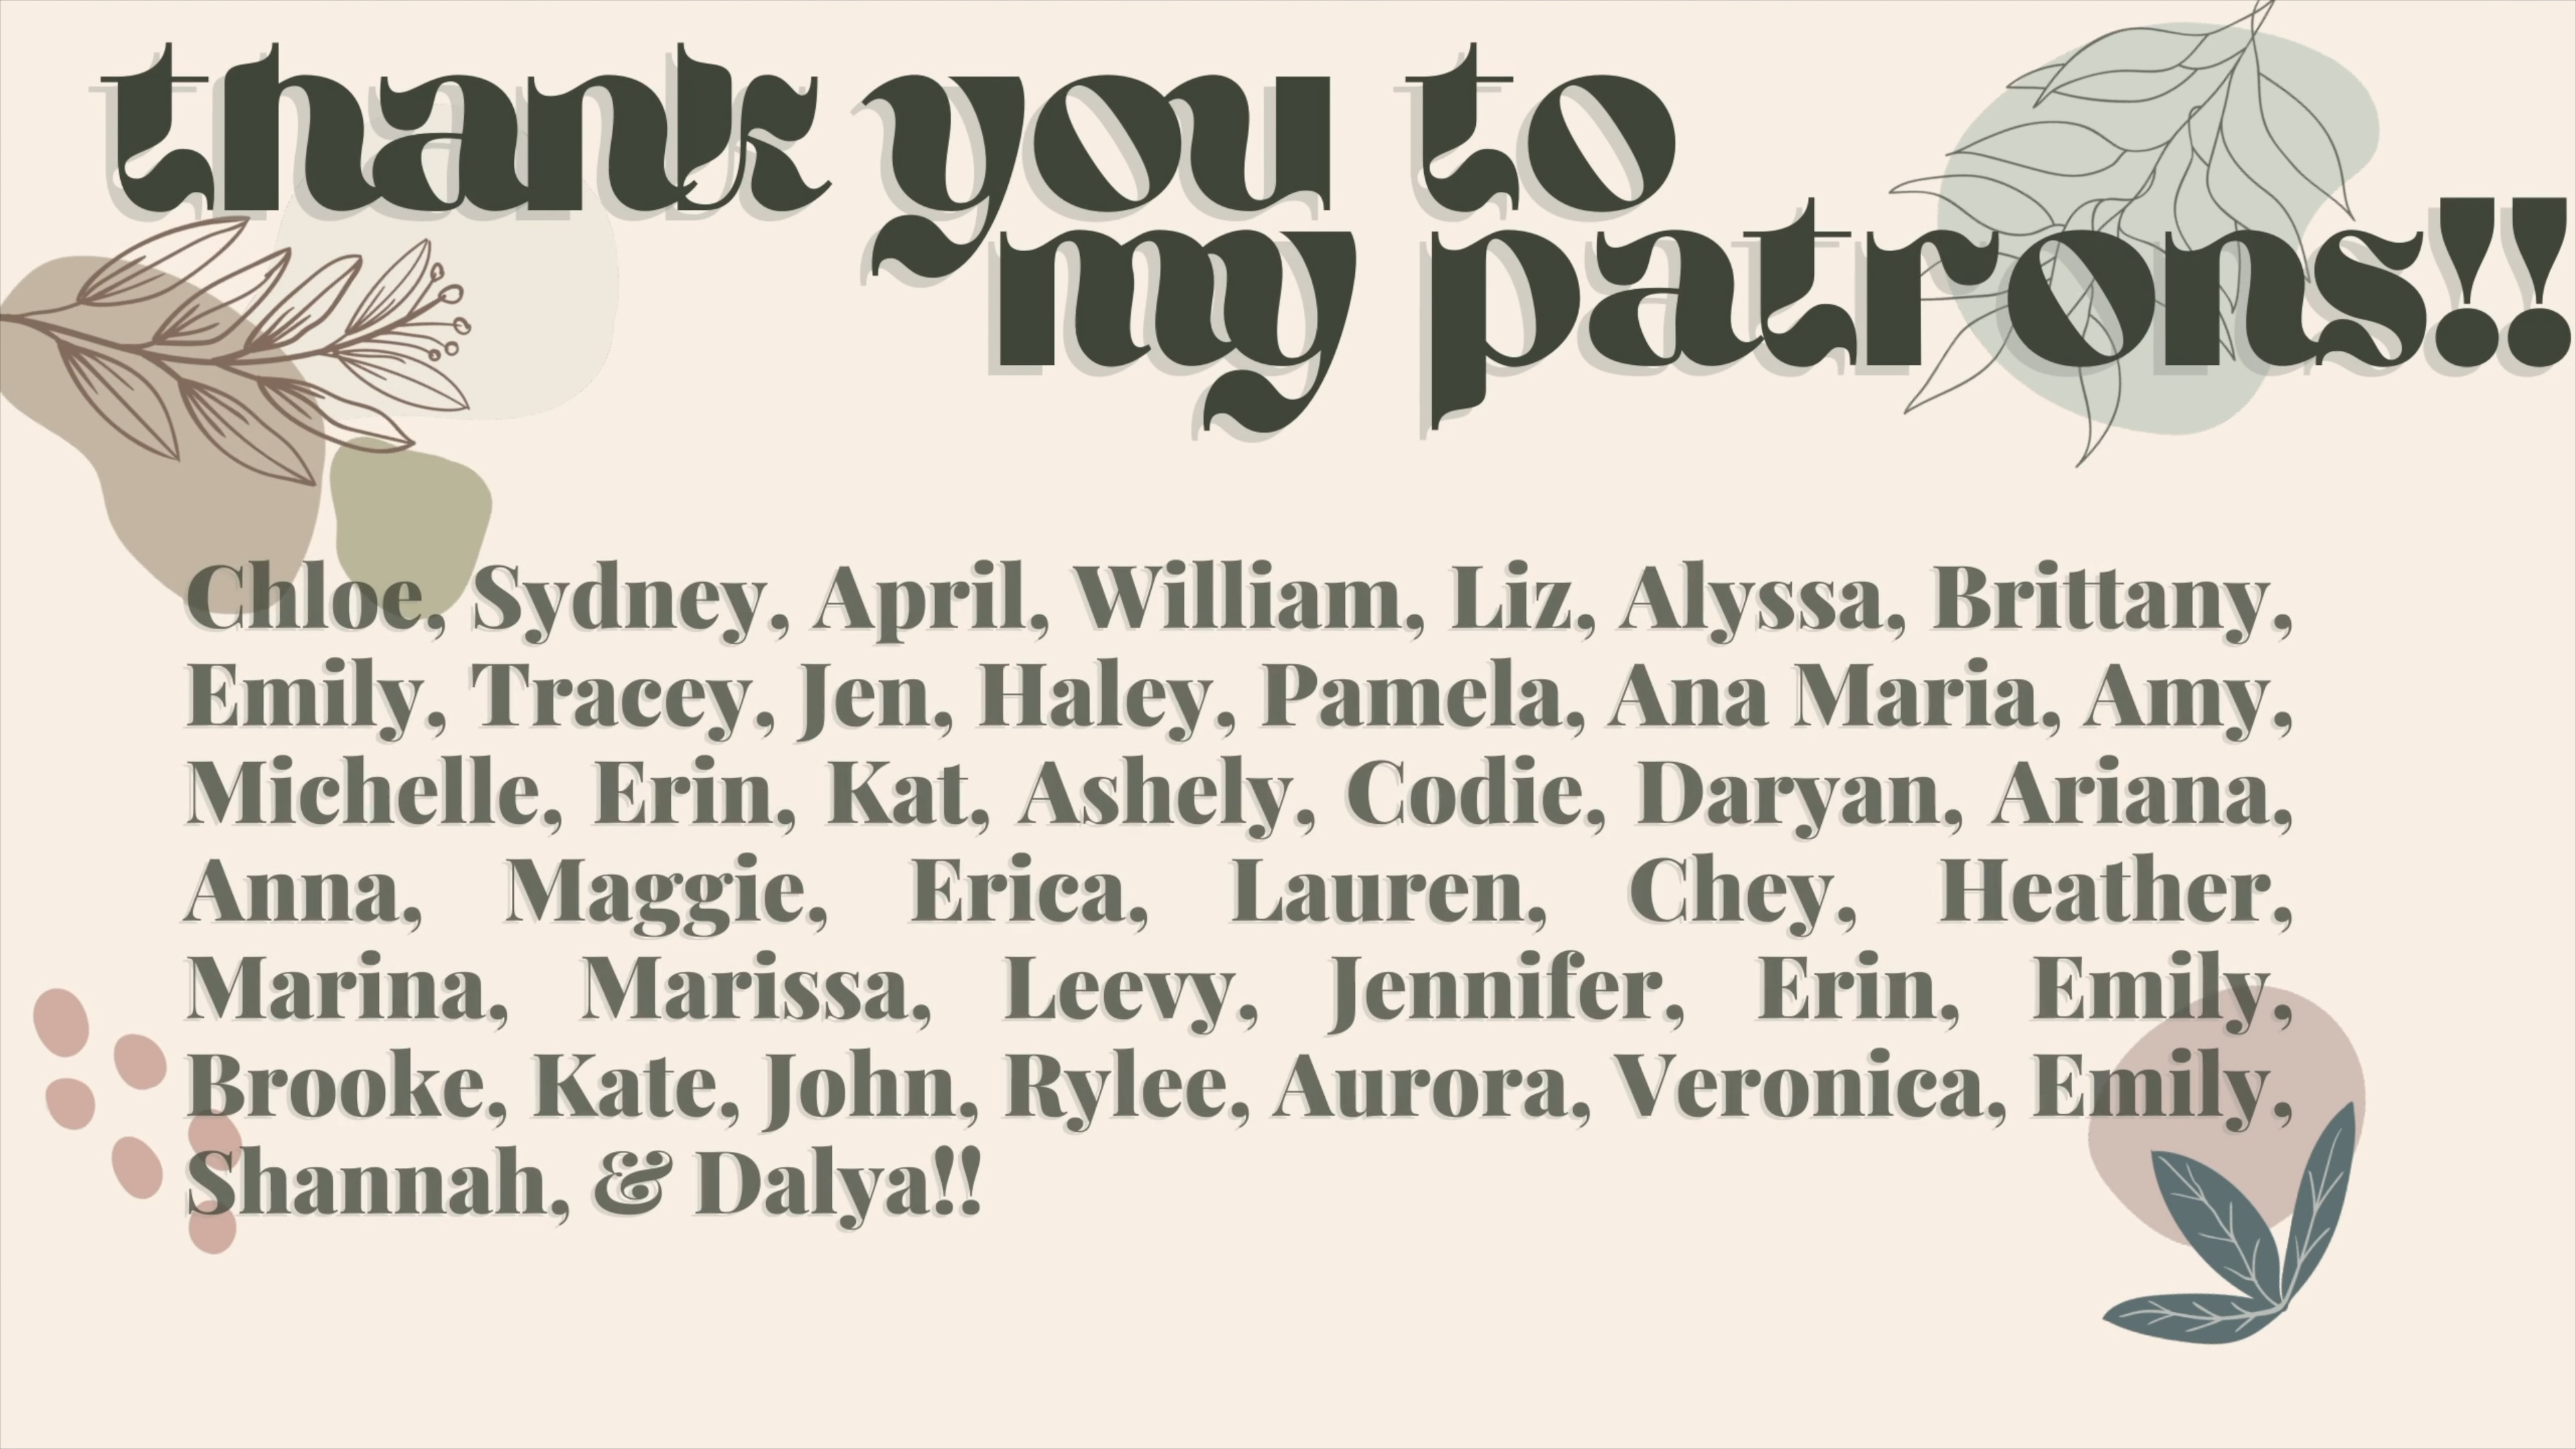 thank you to
my patrons!!
Chloe, Sydney, April, William, Liz, Alyssa, Brittany,
Emily, Tracey, Jen, Haley, Pamela, Ana Maria, Amy,
Michelle, Erin, Kat, Ashely, Codie, Daryan, Ariana,
Anna, Maggie, Erica, Lauren, Chey, Heather,
Marina, Marissa, Leevy, Jennifer, Erin, Emily,
Brooke, Kate, John, Rylee, Aurora, Veronica, Emily,
Shannah, & Dalya!!